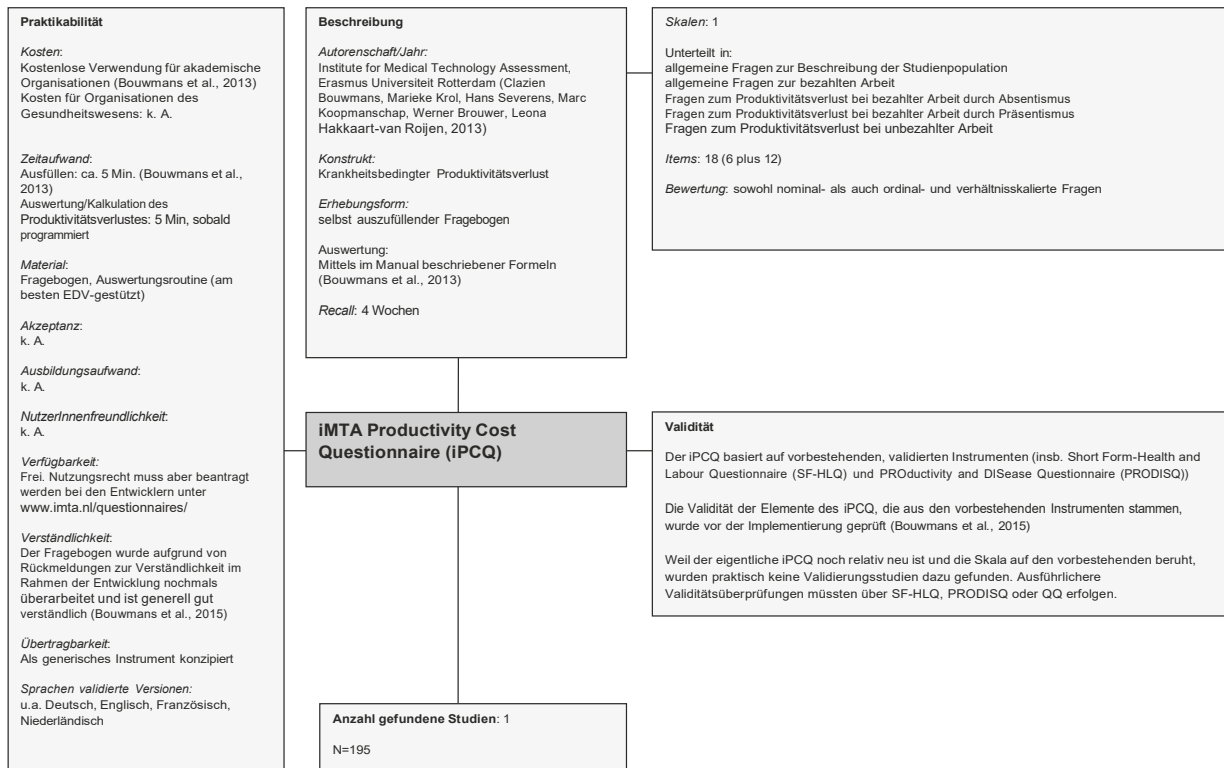 Praktikabilität
Kosten:
Kostenlose Verwendung für akademische
Organisationen (Bouwmans et al., 2013)
Kosten für Organisationen des
Gesundheitswesens: k. A.
Zeitaufwand:
Ausfüllen: ca. 5 Min. (Bouwmans et al.,
2013)
Auswertung/Kalkulation des
Produktivitätsverlustes: 5 Min, sobald
programmiert
Material:
Fragebogen, Auswertungsroutine (am
besten EDV-gestützt)
Akzeptanz:
k. A.
Ausbildungsaufwand:
k. A.
NutzerInnenfreundlichkeit:
k. A.
Verfügbarkeit:
Frei. Nutzungsrecht muss aber beantragt
werden bei den Entwicklern unter
www.imta.nl/questionnaires/
Verständlichkeit:
Der Fragebogen wurde aufgrund von
Rückmeldungen zur Verständlichkeit im
Rahmen der Entwicklung nochmals
überarbeitet und ist generell gut
verständlich (Bouwmans et al., 2015)
Übertragbarkeit:
Als generisches Instrument konzipiert
Sprachen validierte Versionen:
u.a. Deutsch, Englisch, Französisch,
Niederländisch
Beschreibung
Autorenschaft/Jahr:
Institute for Medical Technology Assessment,
Erasmus Universiteit Rotterdam (Clazien
Bouwmans, Marieke Krol, Hans Severens, Marc
Koopmanschap, Werner Brouwer, Leona
Hakkaart-van Roijen, 2013)
Konstrukt:
Krankheitsbedingter Produktivitätsverlust
Erhebungsform:
selbst auszufüllender Fragebogen
Auswertung:
Mittels im Manual beschriebener Formeln
(Bouwmans et al., 2013)
Recall: 4 Wochen
Skalen: 1
Unterteilt in:
allgemeine Fragen zur Beschreibung der Studienpopulation
allgemeine Fragen zur bezahlten Arbeit
Fragen zum Produktivitätsverlust bei bezahlter Arbeit durch Absentismus
Fragen zum Produktivitätsverlust bei bezahlter Arbeit durch Präsentismus
Fragen zum Produktivitätsverlust bei unbezahlter Arbeit
Items: 18 (6 plus 12)
Bewertung: sowohl nominal- als auch ordinal- und verhältnisskalierte Fragen
iMTA Productivity Cost
Questionnaire (iPCQ)
Validität
Der iPCQ basiert auf vorbestehenden, validierten Instrumenten (insb. Short Form-Health and
Labour Questionnaire (SF-HLQ) und PROductivity and DISease Questionnaire (PRODISQ))
Die Validität der Elemente des iPCQ, die aus den vorbestehenden Instrumenten stammen,
wurde vor der Implementierung geprüft (Bouwmans et al., 2015)
Weil der eigentliche iPCQ noch relativ neu ist und die Skala auf den vorbestehenden beruht,
wurden praktisch keine Validierungsstudien dazu gefunden. Ausführlichere
Validitätsüberprüfungen müssten über SF-HLQ, PRODISQ oder QQ erfolgen.
Anzahl gefundene Studien: 1
N=195